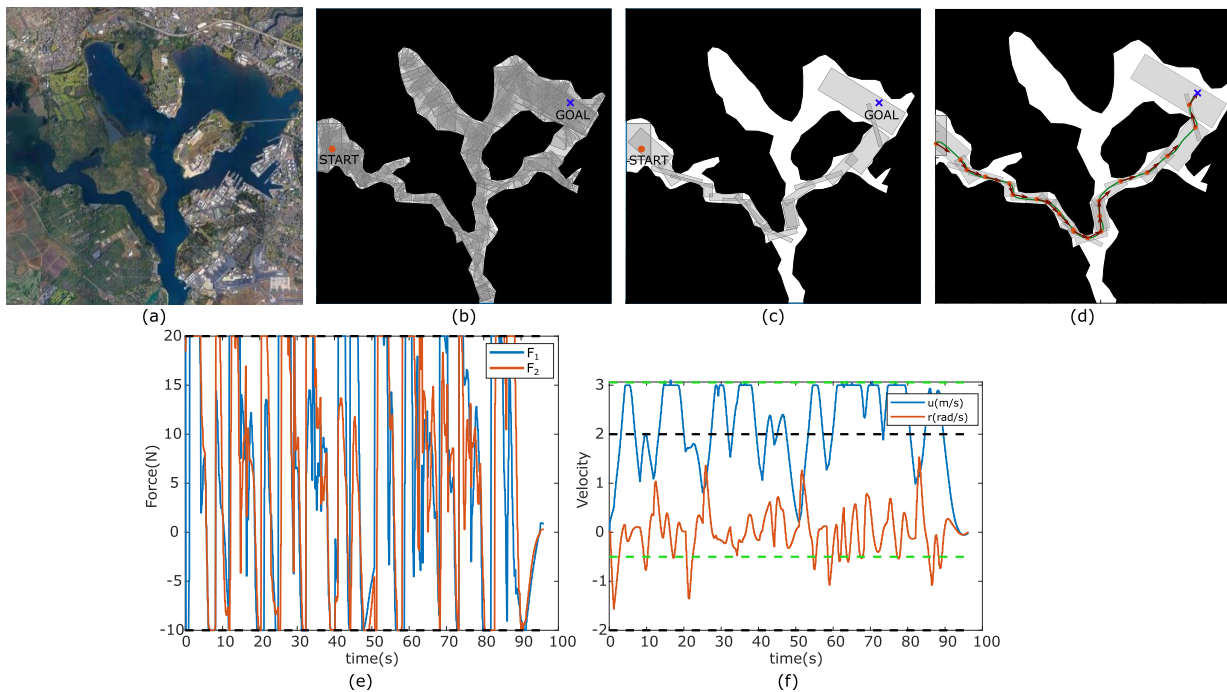 START
GOAL
START
GOAL
(a)
(b)
(c)
(d)
20
15
10
5
0
-5
-10
Force(N)
F1
F2
0 10 20 30 40 50 60 70 80 90 100
time(s)
(e)
3
2
1
0
-1
-2
Velocity
u(m/s)
r(rad/s)
0 10 20 30 40 50 60 70 80 90 100
time(s)
(f)